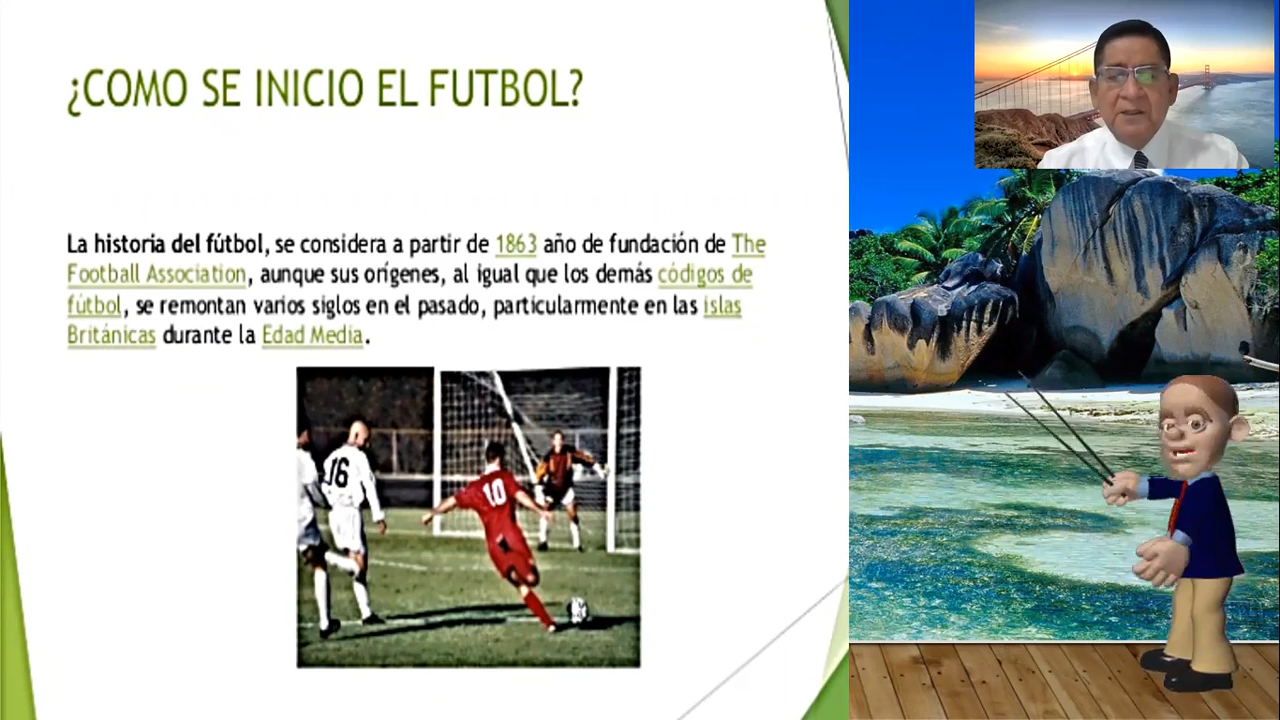 ¿COMO SE INICIO EL FUTBOL?
La historia del fútbol, se considera a partir de 1863 año de fundación de The
Football Association, aunque sus orígenes, al igual que los demás códigos de
fútbol, se remontan varios siglos en el pasado, particularmente en las islas
Británicas durante la Edad Media.
16
10